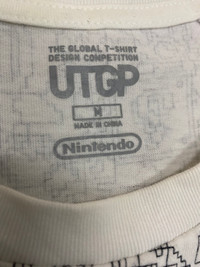 THE GLOBAL T-SHIRT
DESIGN COMPETITION
UTGP
M
MADE IN CHINA
Nintendo